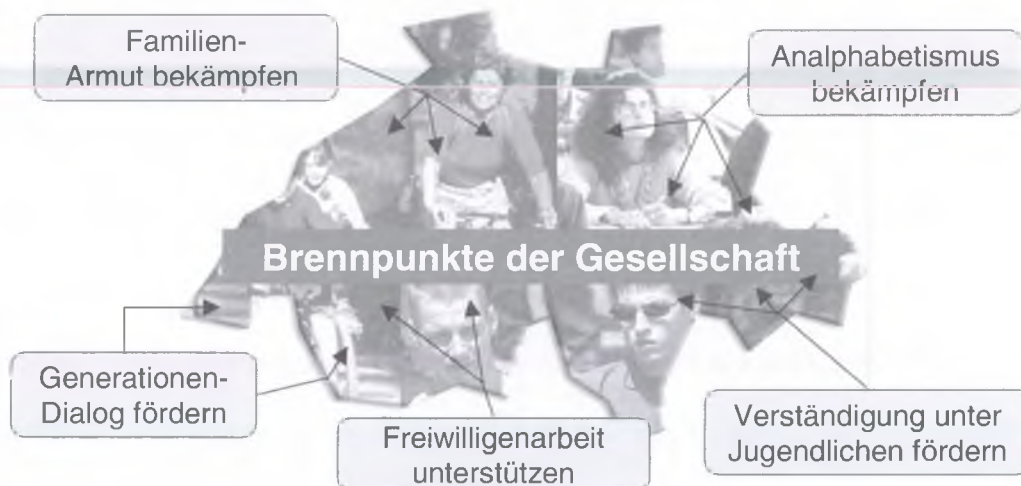 Familien-
Armut bekämpfen
Analphabetismus
bekämpfen
Brennpunkte der Gesellschaft
Generationen-
Dialog fördern
Freiwilligenarbeit
unterstützen
Verständigung unter
Jugendlichen fördern